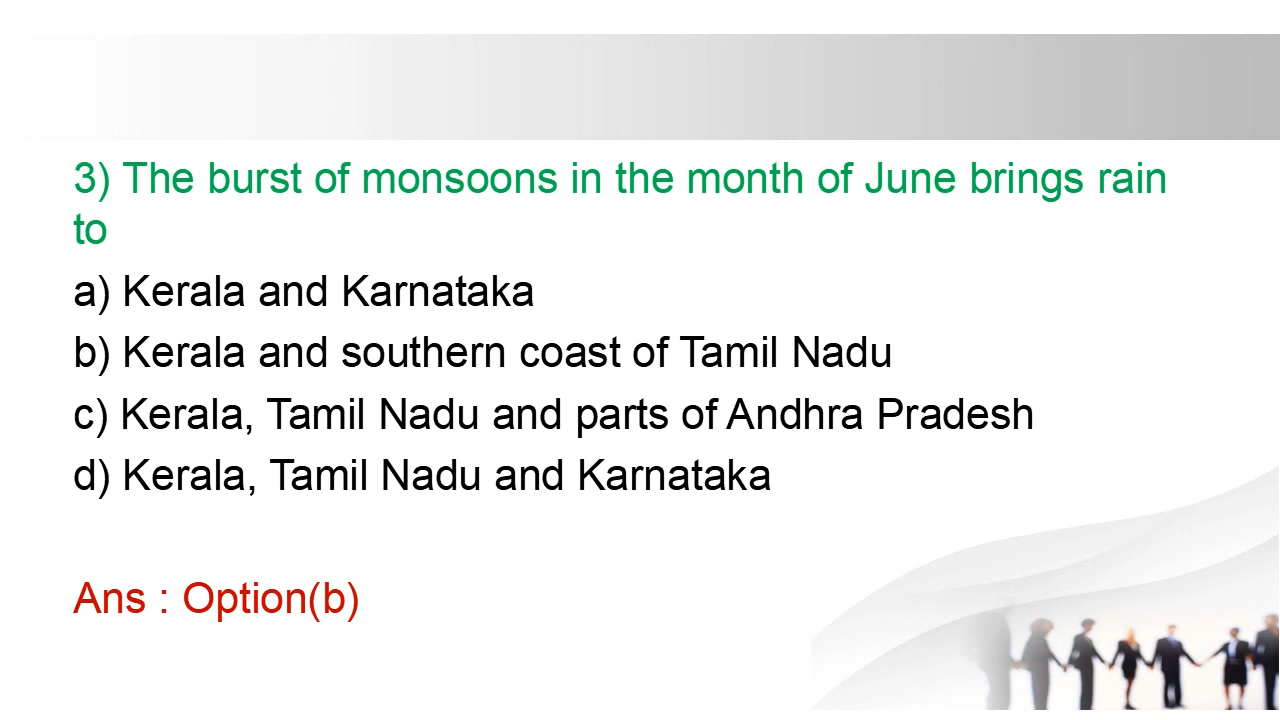 3) The burst of monsoons in the month of June brings rain
to
a) Kerala and Karnataka
b) Kerala and southern coast of Tamil Nadu
c) Kerala, Tamil Nadu and parts of Andhra Pradesh
d) Kerala, Tamil Nadu and Karnataka
Ans : Option(b)